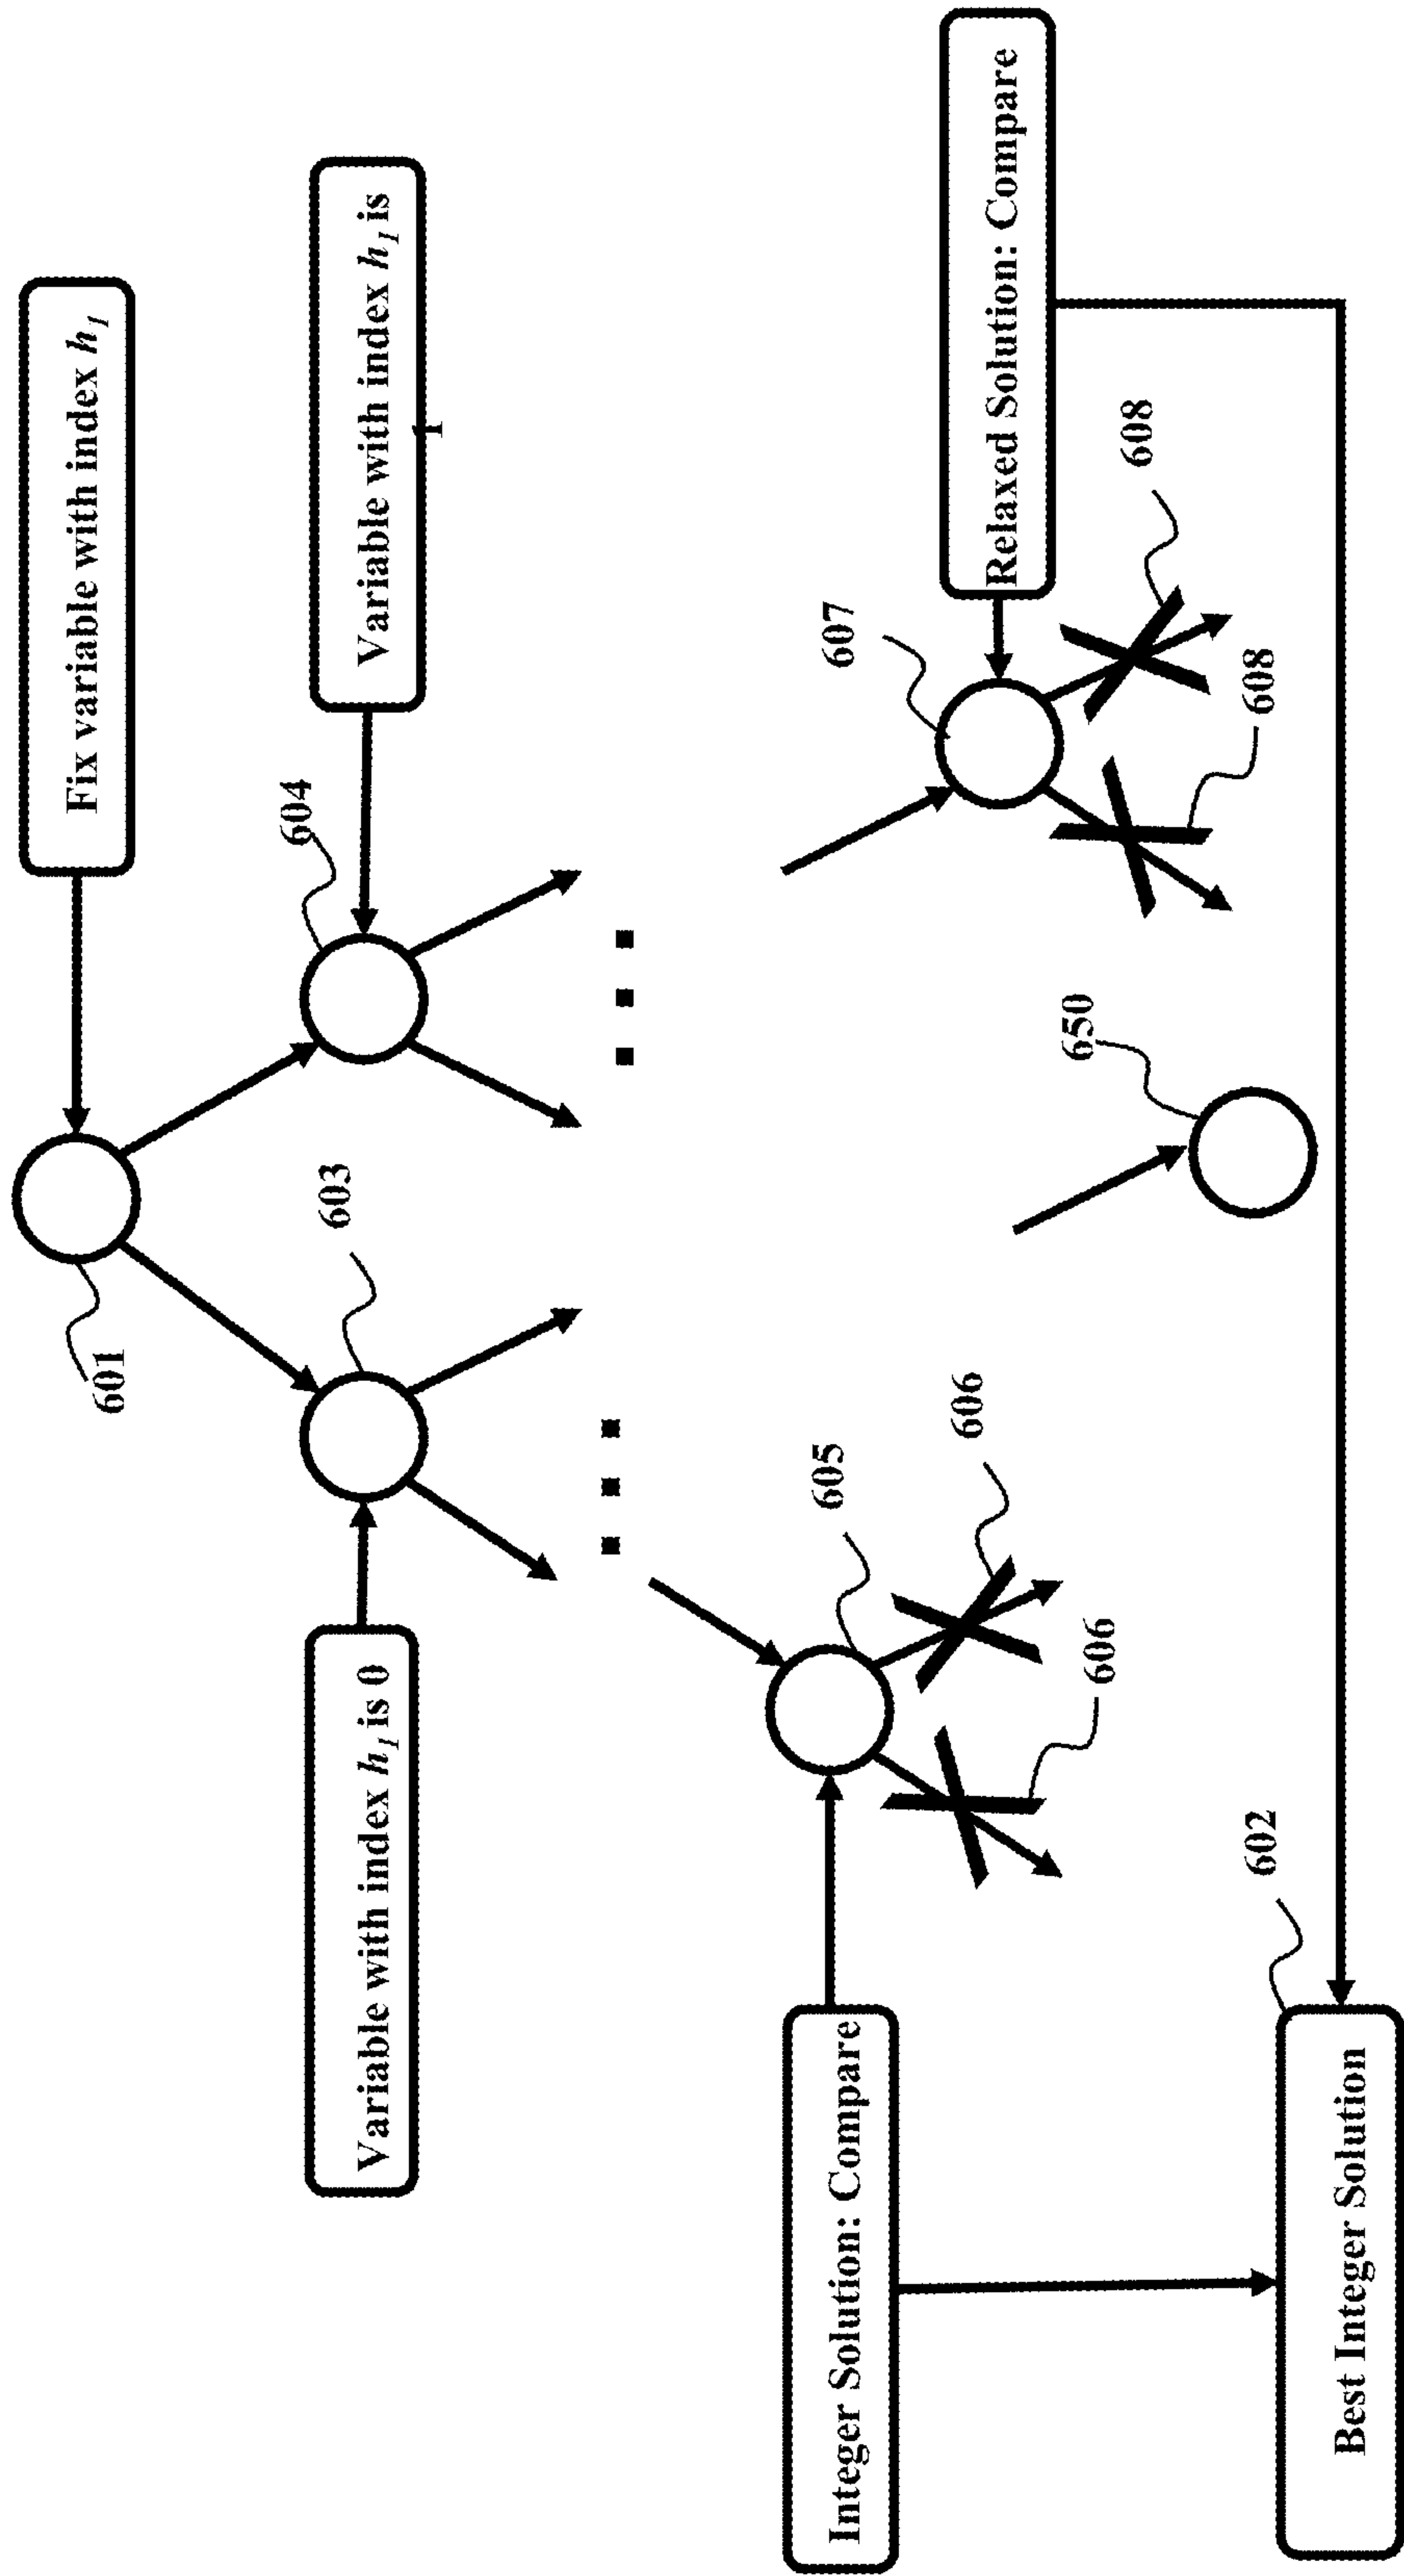 Fix variable with index h1
601
Variable with index h1 is 0
603
604
Variable with index h1 is
1
Integer Solution: Compare
605
606
606
607
Relaxed Solution: Compare
608
608
650
602
Best Integer Solution